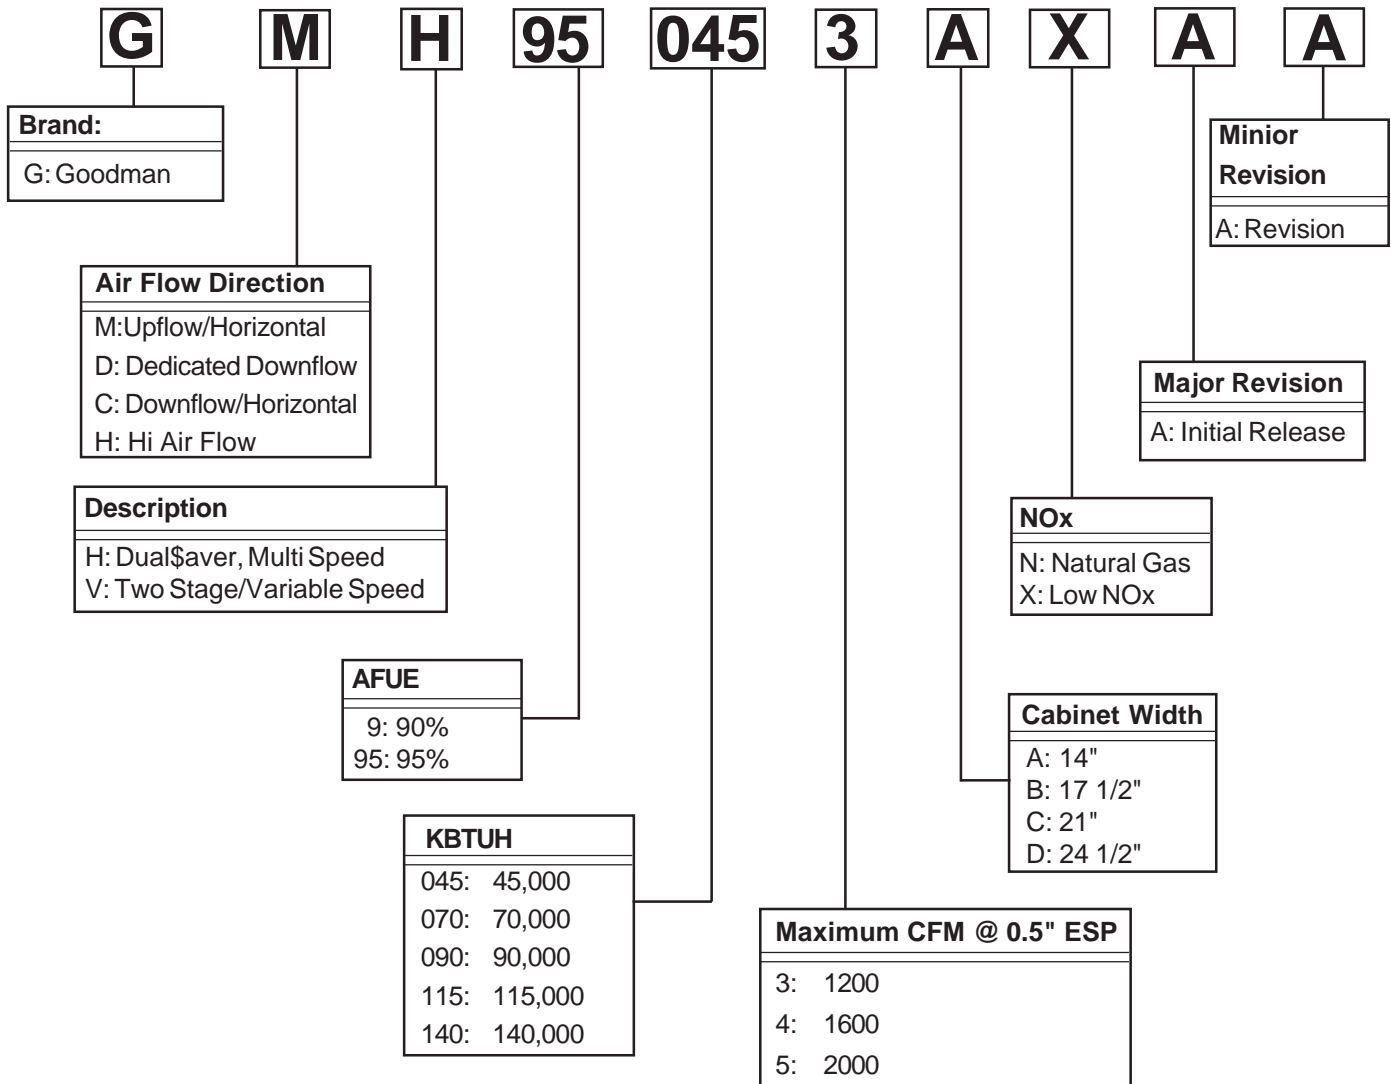 G M H 95 045 3 A X A A
Brand:
G: Goodman
Minior
Revision
A: Revision
Air Flow Direction
M:Upflow/Horizontal
D: Dedicated Downflow
C: Downflow/Horizontal
H: Hi Air Flow
Major Revision
A: Initial Release
Description
H: Dual$aver, Multi Speed
V: Two Stage/Variable Speed
NOx
N: Natural Gas
X: Low NOx
AFUE
9: 90%
95: 95%
Cabinet Width
A: 14"
B: 17 1/2"
C: 21"
D: 24 1/2"
KBTUH
045: 45,000
070: 70,000
090: 90,000
115: 115,000
140: 140,000
Maximum CFM @ 0.5" ESP
3: 1200
4: 1600
5: 2000